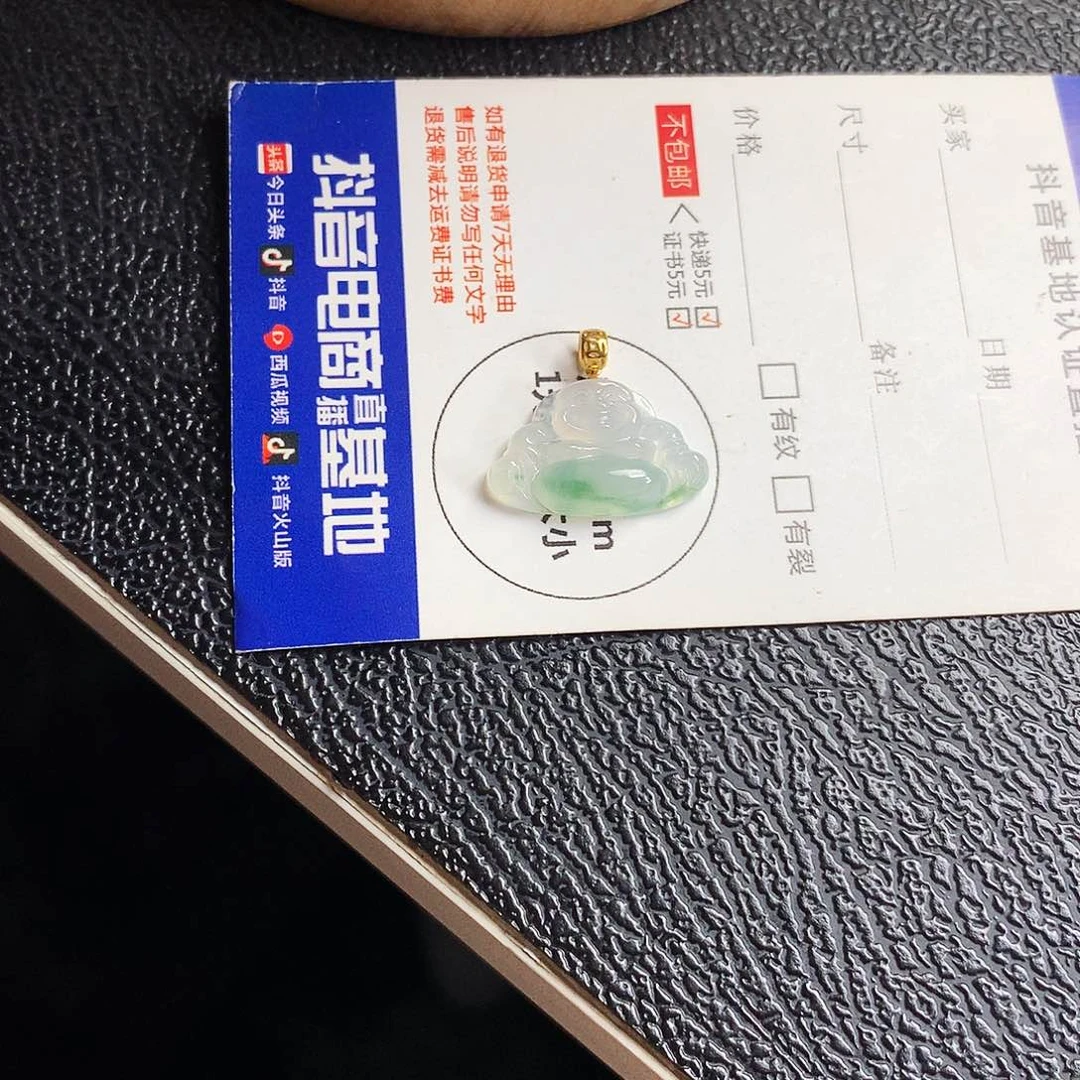 抖音基地认证
买家
日期
尺寸
备注
价格
有纹
有裂
不包邮
快递5元
证书5元
如有退货申请7天无理由
售后说明请勿写任何文字
退货需减去运费证书费
1
m
小
抖音电商直播基地
头条 今日头条 抖音 西瓜视频 抖音火山版